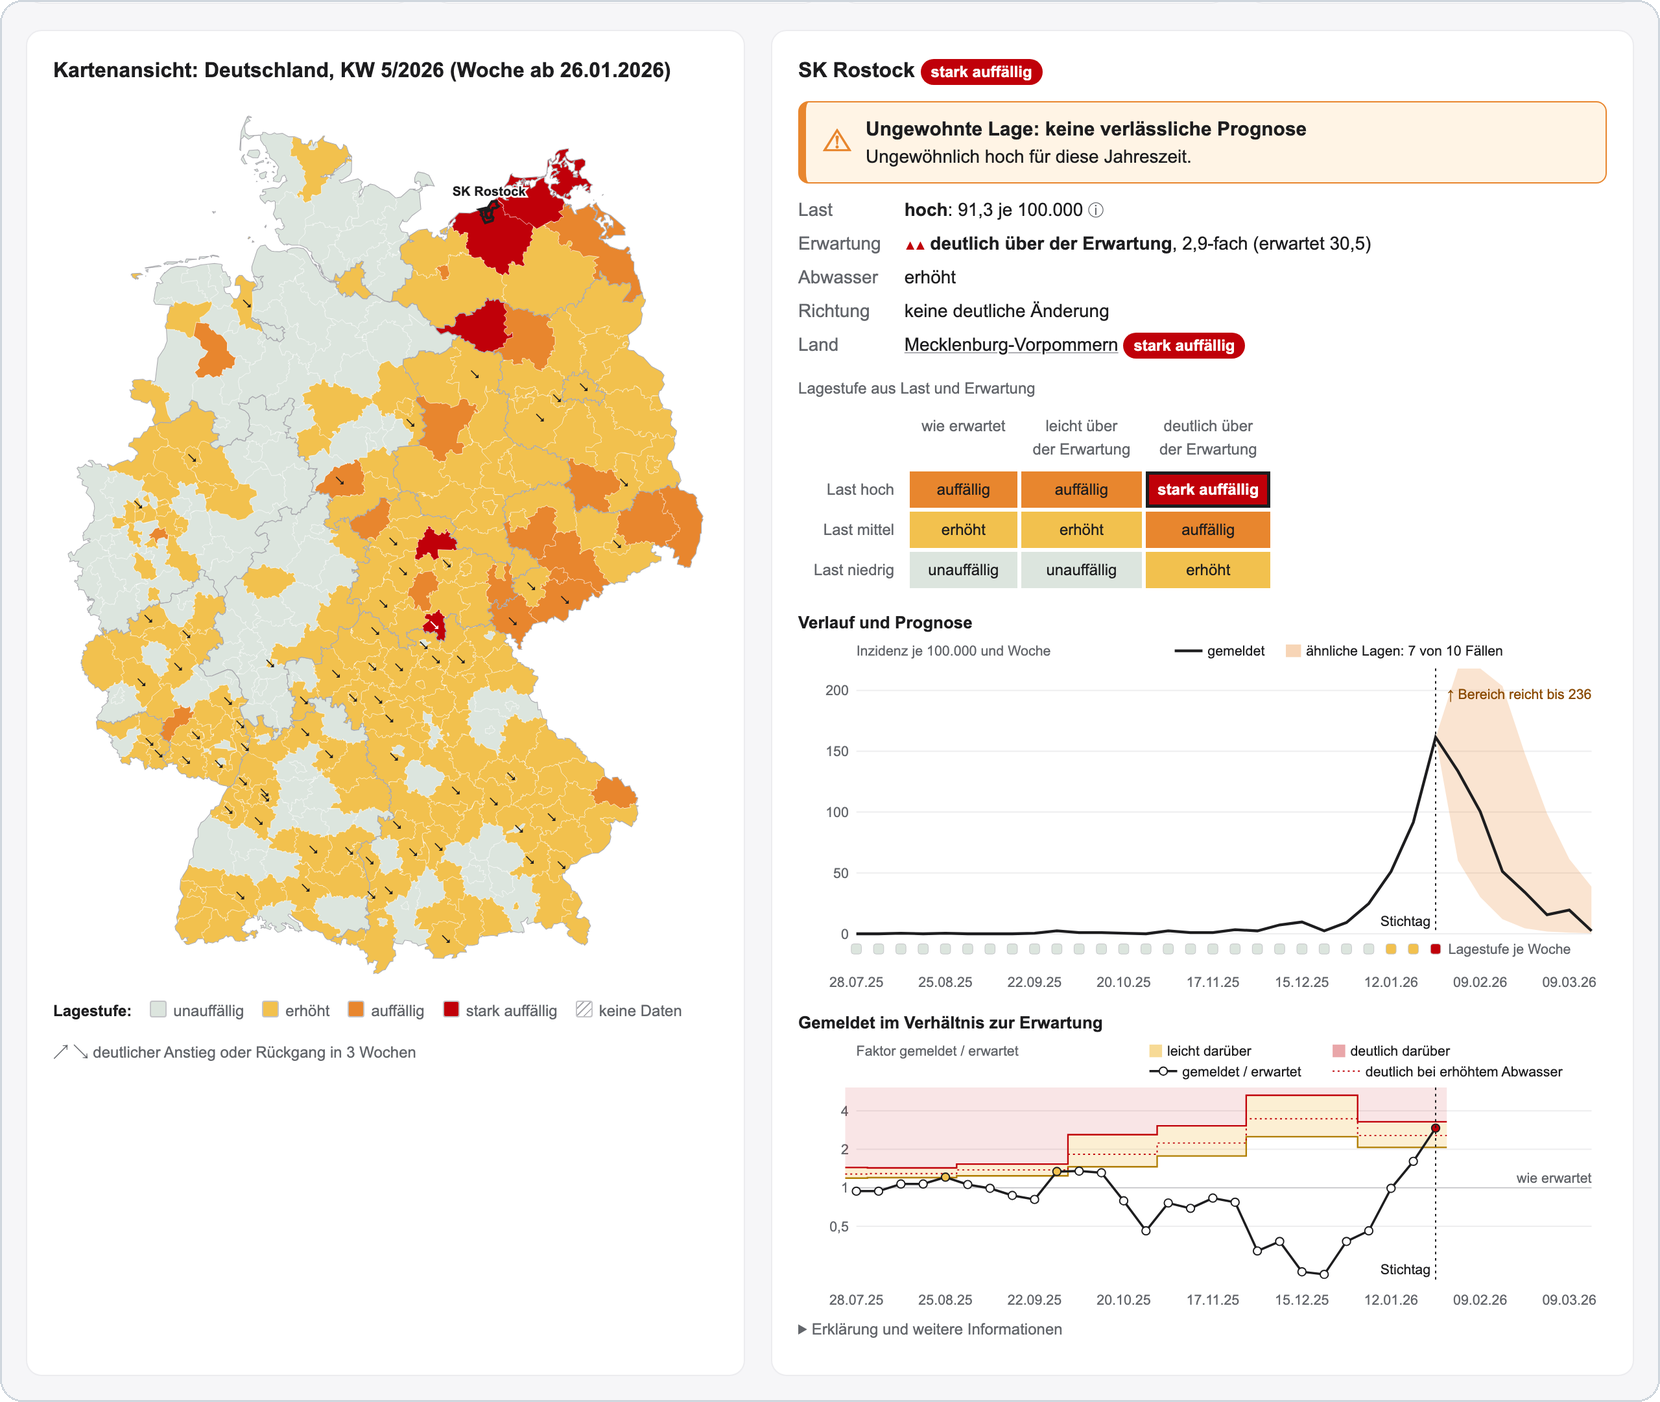 Kartenansicht: Deutschland, KW 5/2026 (Woche ab 26.01.2026)
SK Rostock
Lagestufe:
unauffällig
erhöht
auffällig
stark auffällig
keine Daten
deutlicher Anstieg oder Rückgang in 3 Wochen
SK Rostock stark auffällig
Ungewohnte Lage: keine verlässliche Prognose
Ungewöhnlich hoch für diese Jahreszeit.
Last hoch: 91,3 je 100.000 ⓘ
Erwartung ▲▲ deutlich über der Erwartung, 2,9-fach (erwartet 30,5)
Abwasser erhöht
Richtung keine deutliche Änderung
Land Mecklenburg-Vorpommern stark auffällig
Lagestufe aus Last und Erwartung
wie erwartet
leicht über
der Erwartung
deutlich über
der Erwartung
Last hoch auffällig auffällig stark auffällig
Last mittel erhöht erhöht auffällig
Last niedrig unauffällig unauffällig erhöht
Verlauf und Prognose
Inzidenz je 100.000 und Woche
gemeldet
ähnliche Lagen: 7 von 10 Fällen
↑ Bereich reicht bis 236
200
150
100
50
0
Stichtag
Lagestufe je Woche
28.07.25 25.08.25 22.09.25 20.10.25 17.11.25 15.12.25 12.01.26 09.02.26 09.03.26
Gemeldet im Verhältnis zur Erwartung
Faktor gemeldet / erwartet
leicht darüber
deutlich darüber
gemeldet / erwartet
deutlich bei erhöhtem Abwasser
4
2
1
0,5
wie erwartet
Stichtag
28.07.25 25.08.25 22.09.25 20.10.25 17.11.25 15.12.25 12.01.26 09.02.26 09.03.26
▶ Erklärung und weitere Informationen